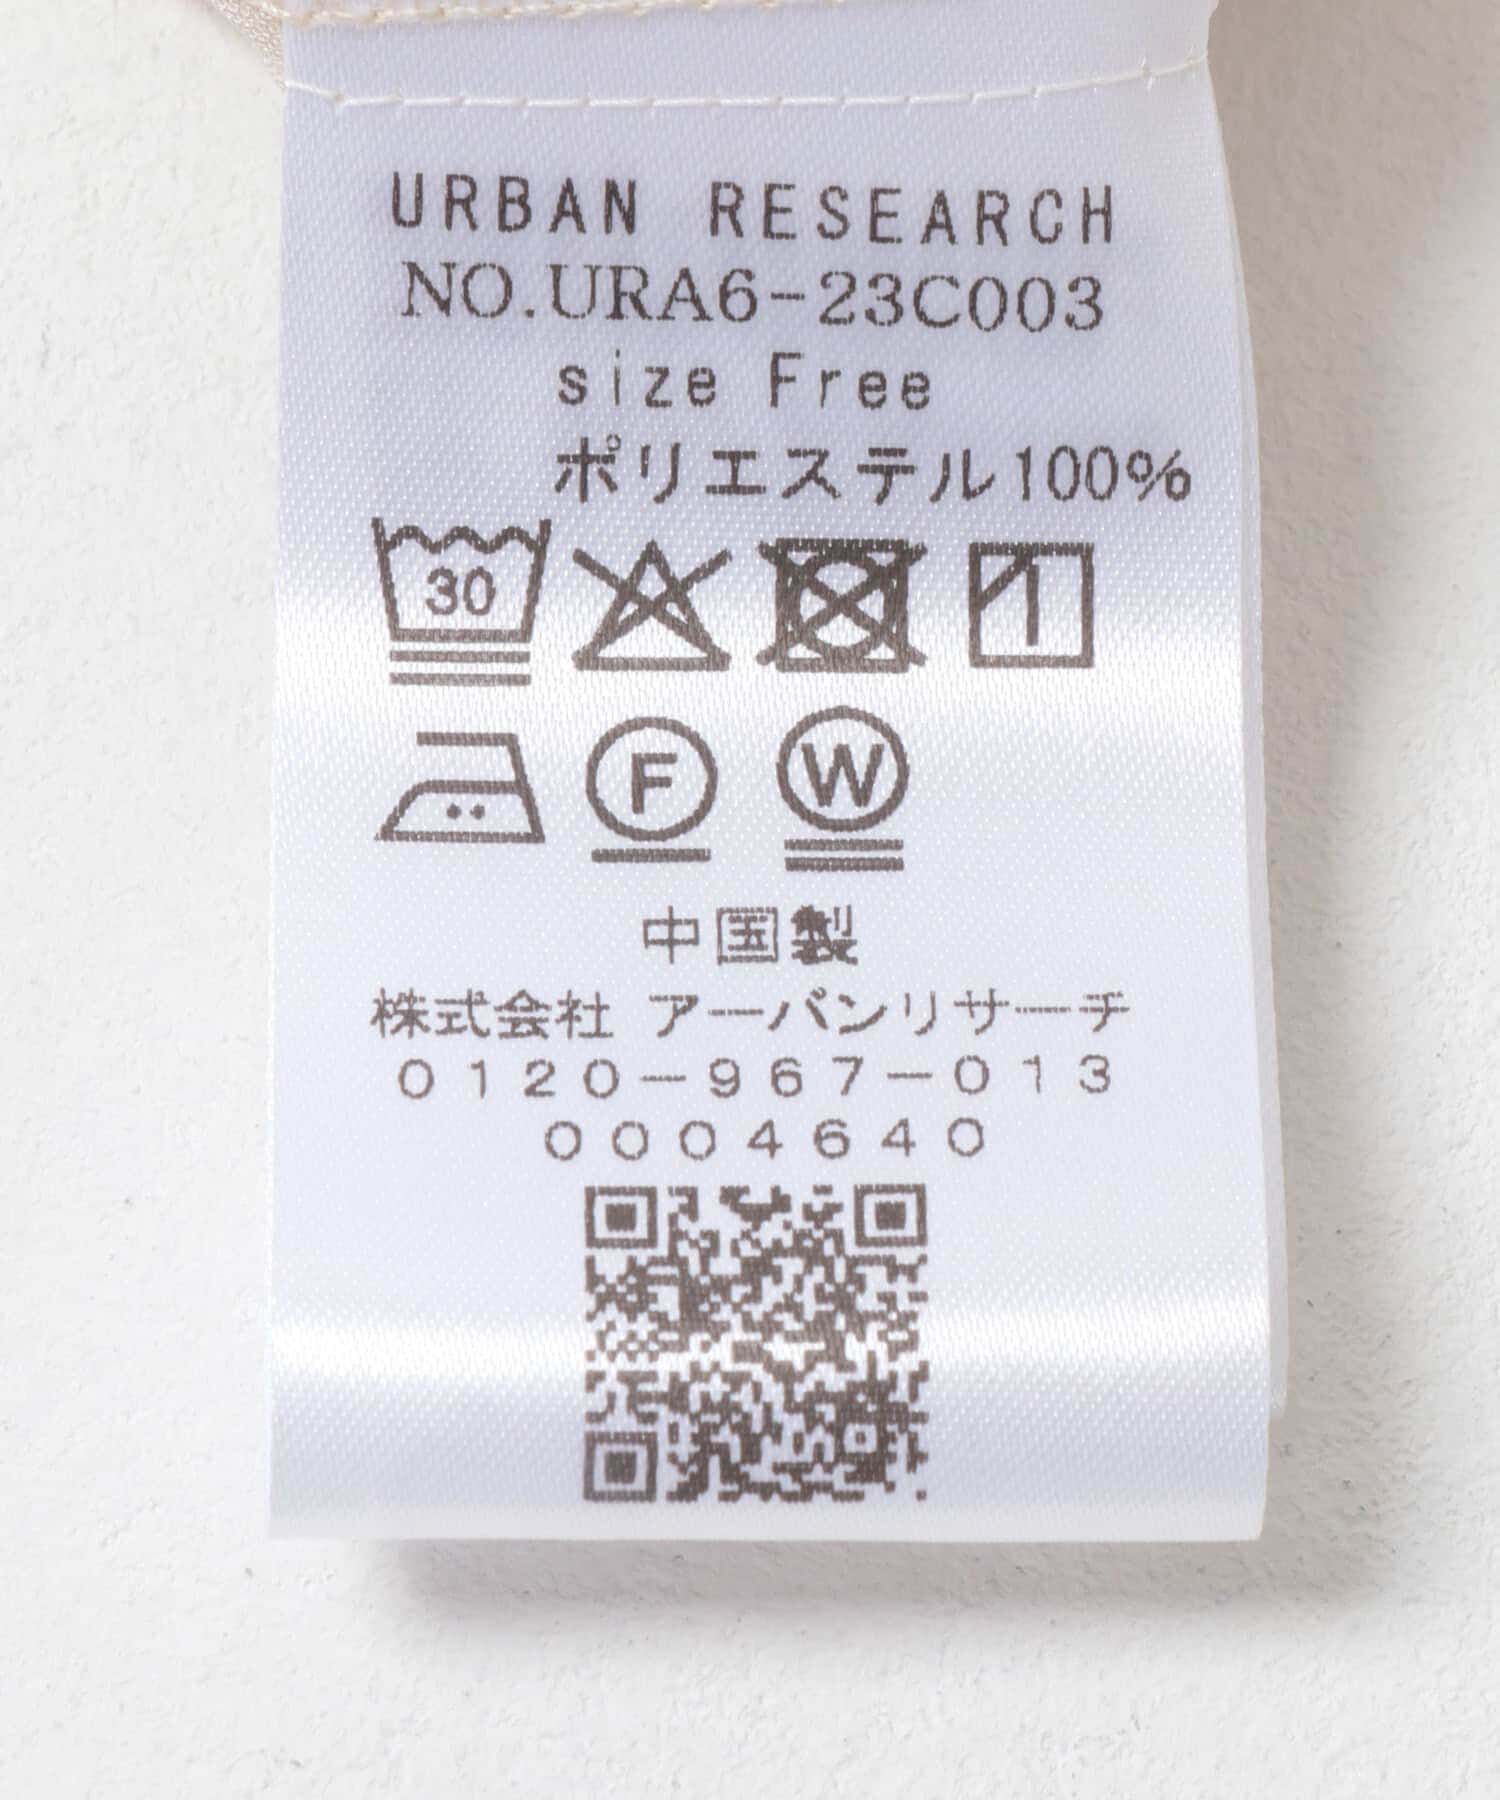 URBAN RESEARCH
NO.URA6-23C003
size Free
ポリエステル100%
30
F
W
中国製
株式会社 アーバンリサーチ
0120-967-013
0004640